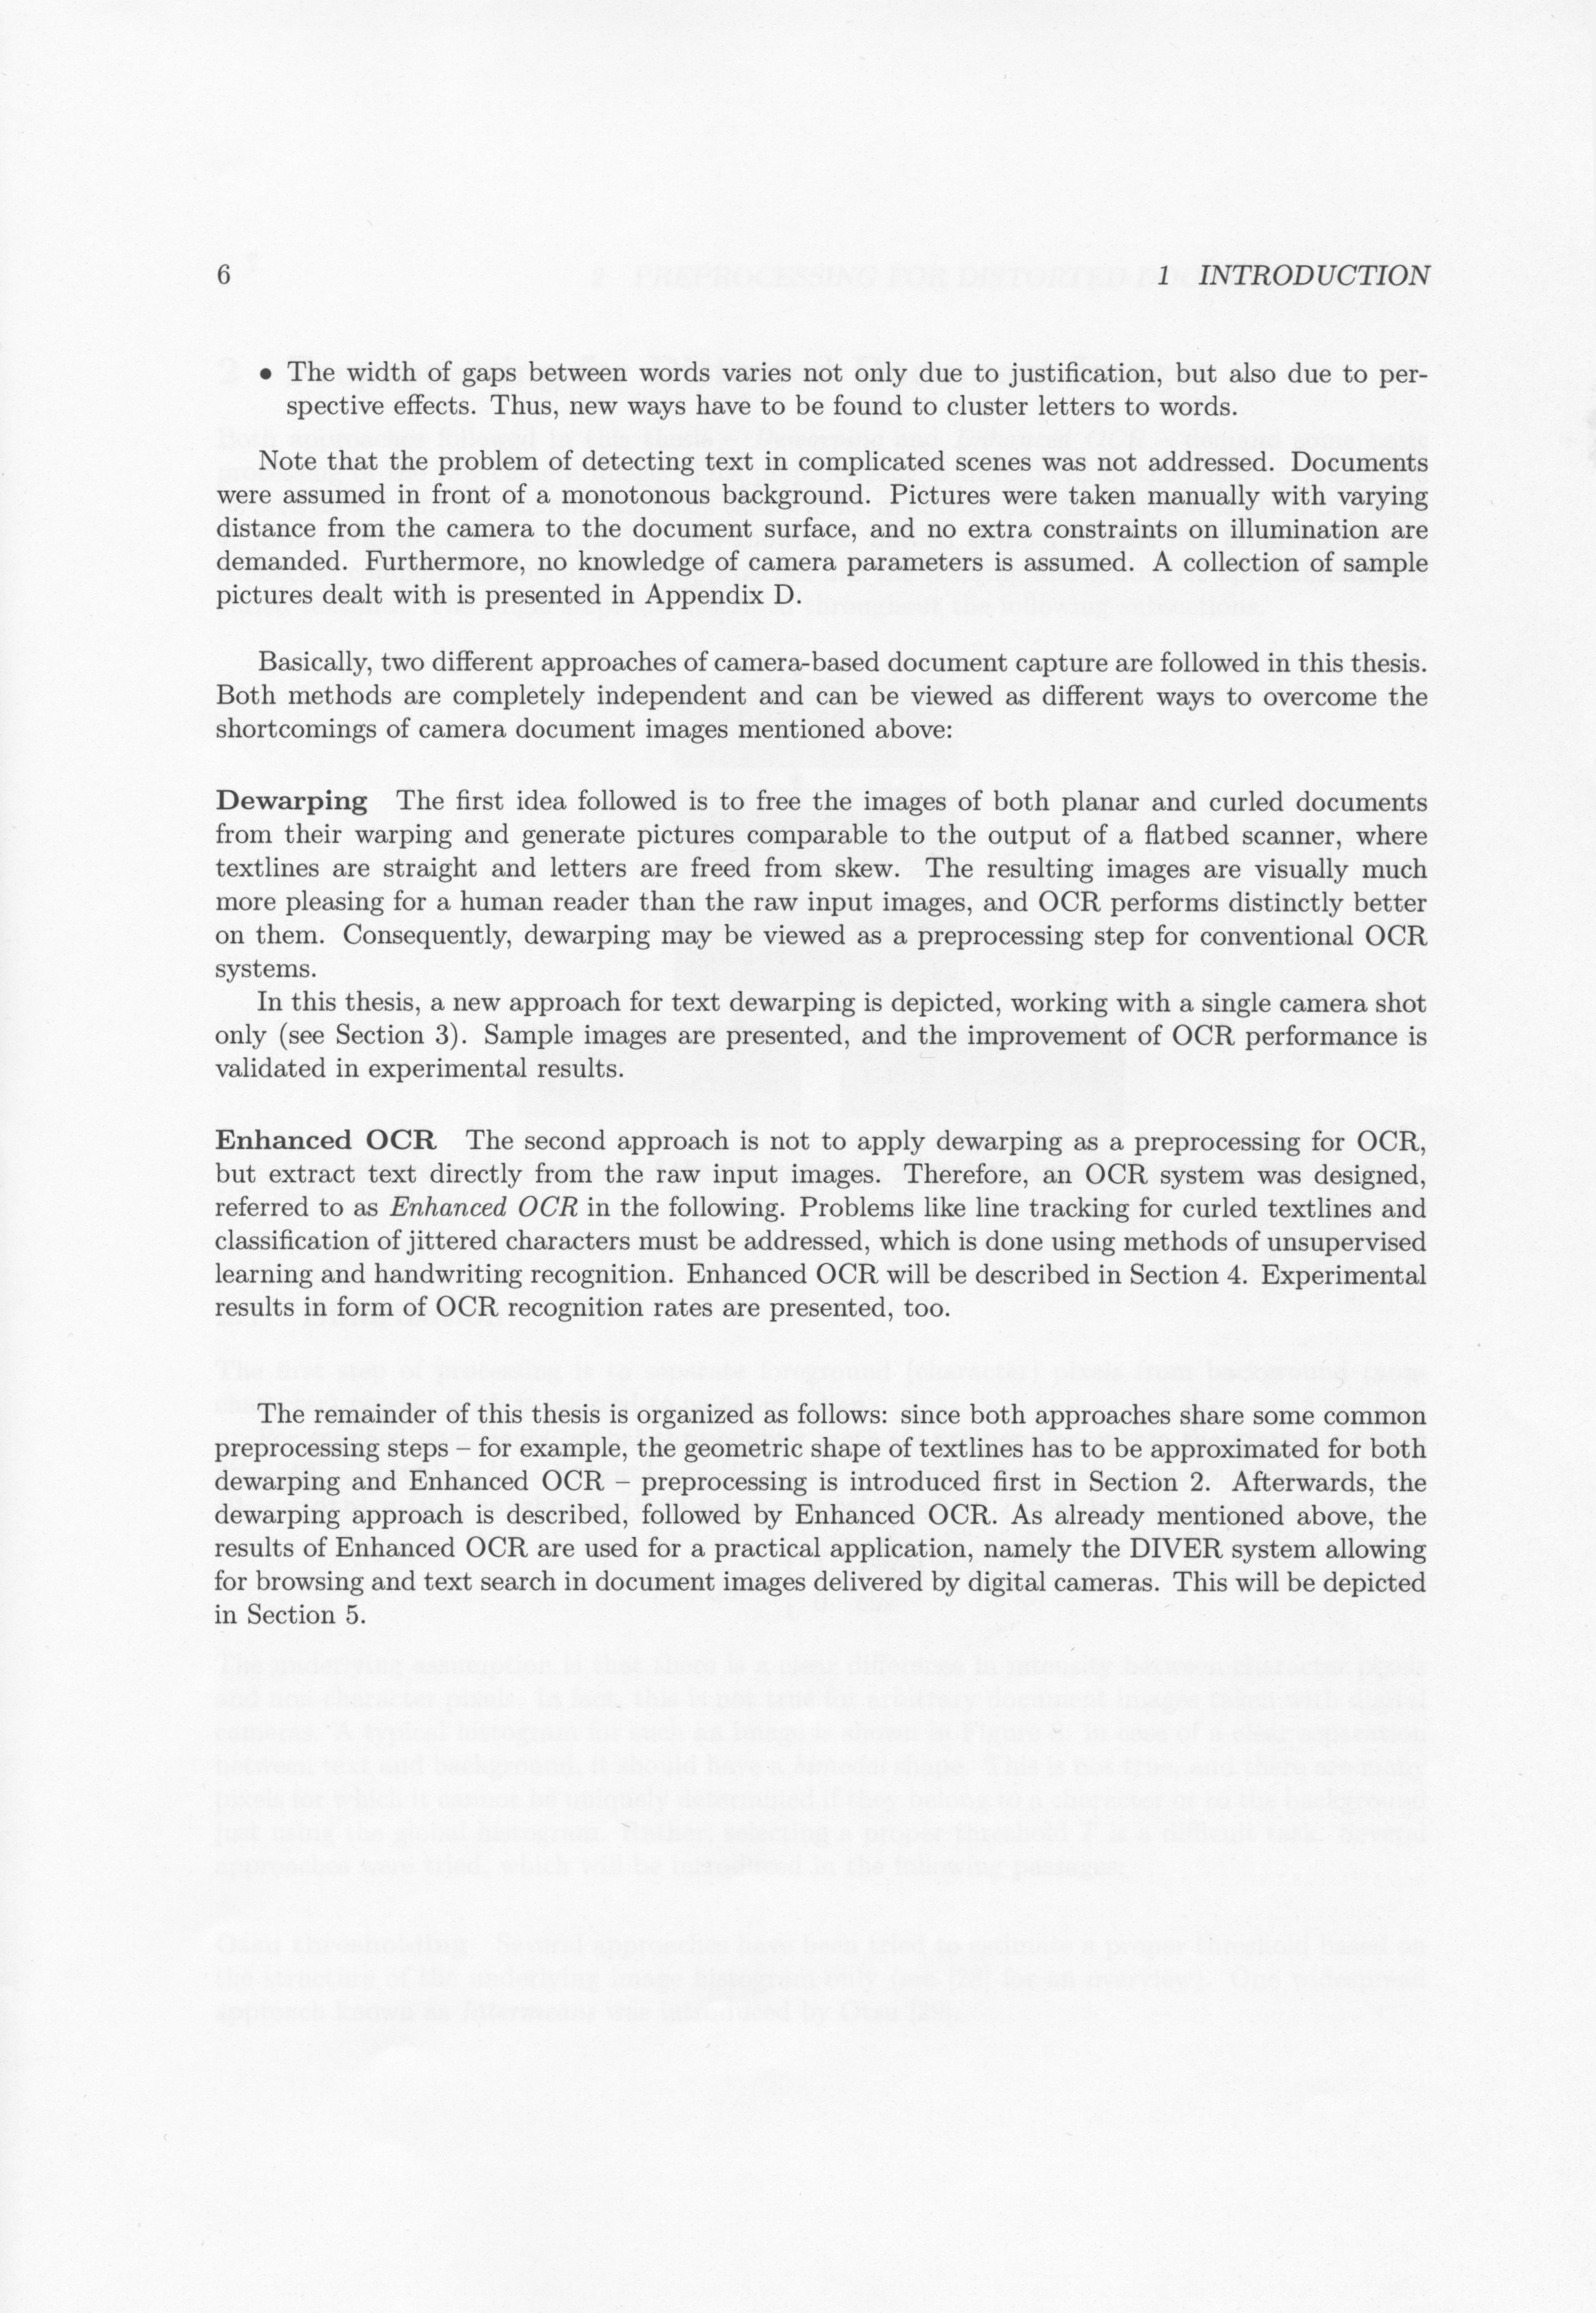 6 1 INTRODUCTION
• The width of gaps between words varies not only due to justification, but also due to per-
spective effects. Thus, new ways have to be found to cluster letters to words.
Note that the problem of detecting text in complicated scenes was not addressed. Documents
were assumed in front of a monotonous background. Pictures were taken manually with varying
distance from the camera to the document surface, and no extra constraints on illumination are
demanded. Furthermore, no knowledge of camera parameters is assumed. A collection of sample
pictures dealt with is presented in Appendix D.
Basically, two different approaches of camera-based document capture are followed in this thesis.
Both methods are completely independent and can be viewed as different ways to overcome the
shortcomings of camera document images mentioned above:
Dewarping The first idea followed is to free the images of both planar and curled documents
from their warping and generate pictures comparable to the output of a flatbed scanner, where
textlines are straight and letters are freed from skew. The resulting images are visually much
more pleasing for a human reader than the raw input images, and OCR performs distinctly better
on them. Consequently, dewarping may be viewed as a preprocessing step for conventional OCR
systems.
In this thesis, a new approach for text dewarping is depicted, working with a single camera shot
only (see Section 3). Sample images are presented, and the improvement of OCR performance is
validated in experimental results.
Enhanced OCR The second approach is not to apply dewarping as a preprocessing for OCR,
but extract text directly from the raw input images. Therefore, an OCR system was designed,
referred to as Enhanced OCR in the following. Problems like line tracking for curled textlines and
classification of jittered characters must be addressed, which is done using methods of unsupervised
learning and handwriting recognition. Enhanced OCR will be described in Section 4. Experimental
results in form of OCR recognition rates are presented, too.
The remainder of this thesis is organized as follows: since both approaches share some common
preprocessing steps – for example, the geometric shape of textlines has to be approximated for both
dewarping and Enhanced OCR – preprocessing is introduced first in Section 2. Afterwards, the
dewarping approach is described, followed by Enhanced OCR. As already mentioned above, the
results of Enhanced OCR are used for a practical application, namely the DIVER system allowing
for browsing and text search in document images delivered by digital cameras. This will be depicted
in Section 5.